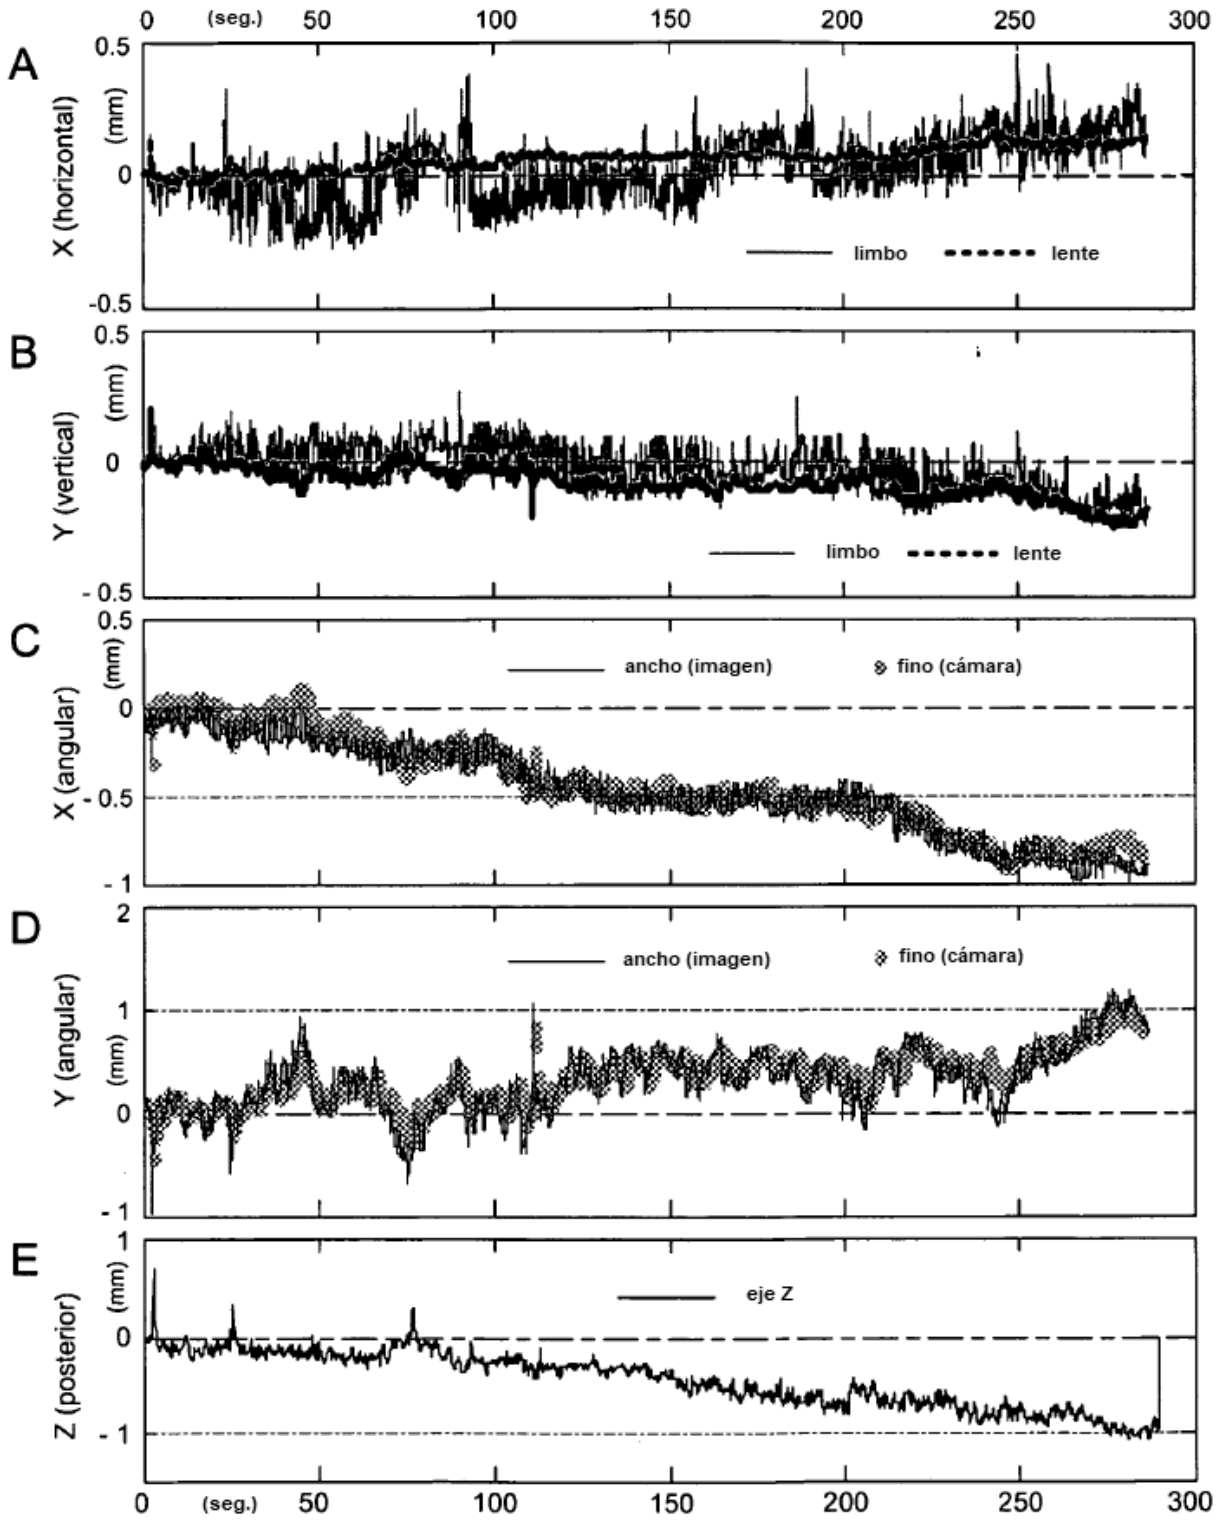 0 (seg.) 50 100 150 200 250 300
A
X (horizontal)
(mm)
0.5
0
-0.5
limbo lente
B
Y (vertical)
(mm)
0.5
0
- 0.5
limbo lente
C
X (angular)
(mm)
0.5
0
- 0.5
- 1
ancho (imagen) fino (cámara)
D
Y (angular)
(mm)
2
1
0
- 1
ancho (imagen) fino (cámara)
E
Z (posterior)
(mm)
1
0
- 1
eje Z
0 (seg.) 50 100 150 200 250 300